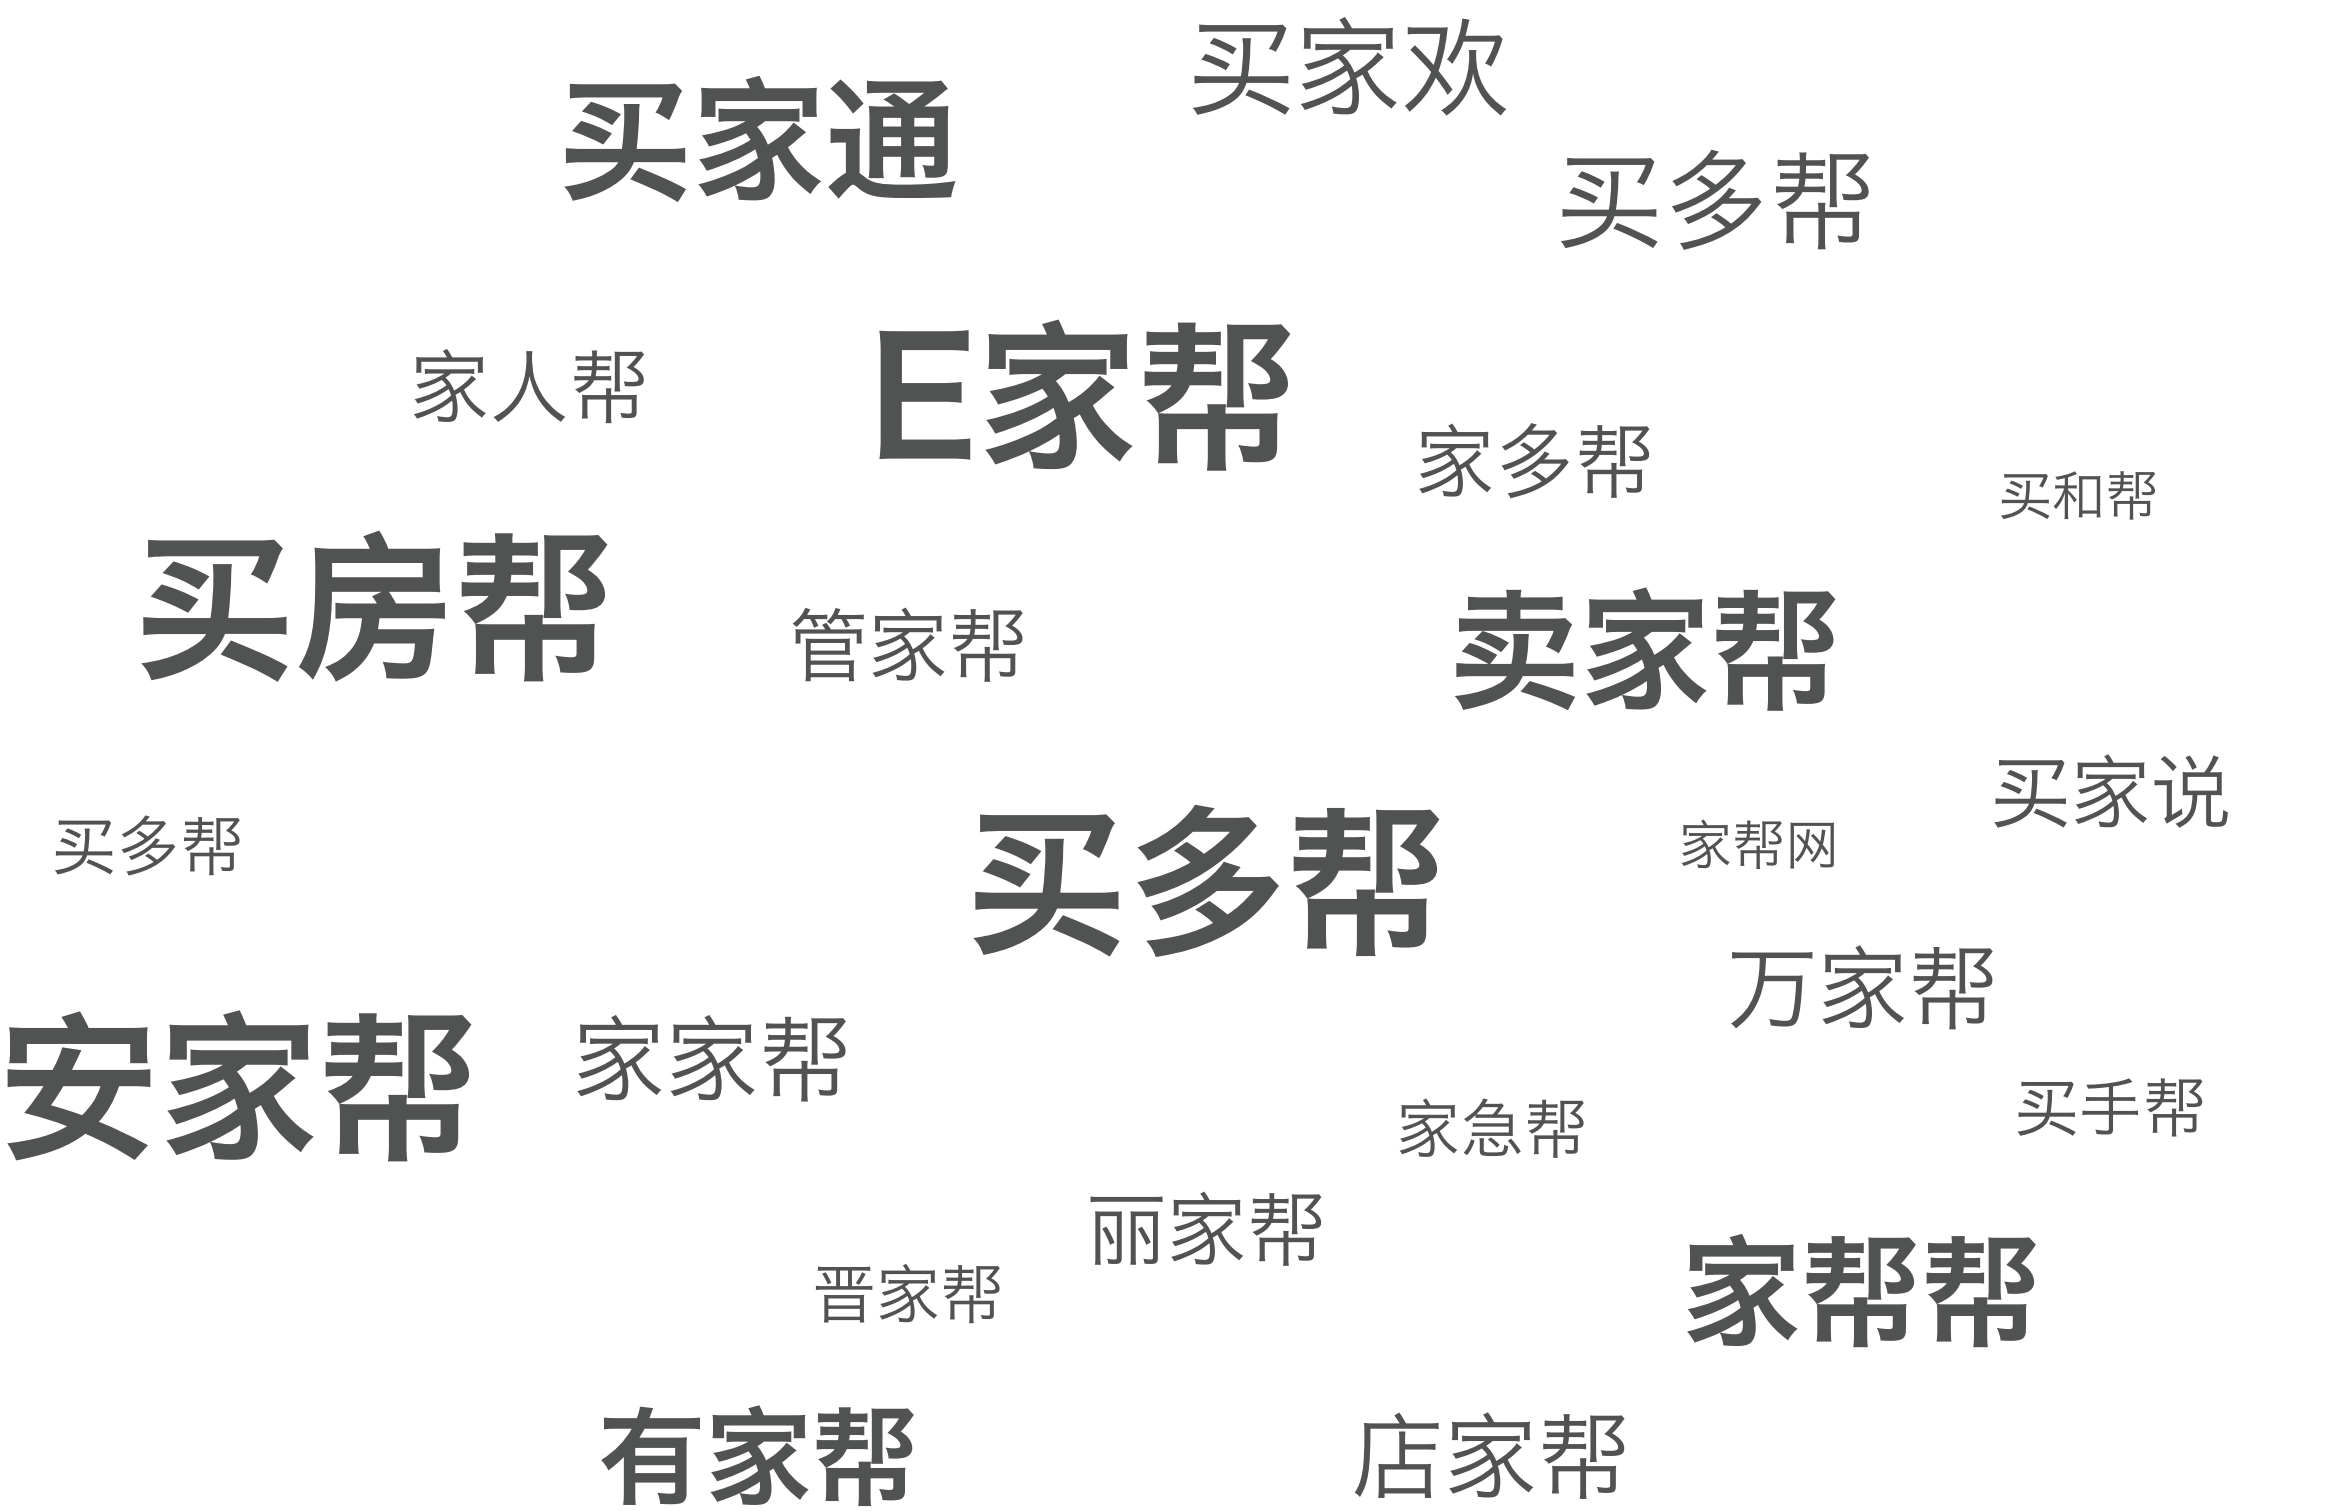 买家欢
买家通
买多帮
家人帮
E家帮
家多帮
买和帮
买房帮
管家帮
卖家帮
买家说
买多帮
买多帮
家帮网
万家帮
安家帮
家家帮
家急帮
买手帮
丽家帮
晋家帮
家帮帮
有家帮
店家帮